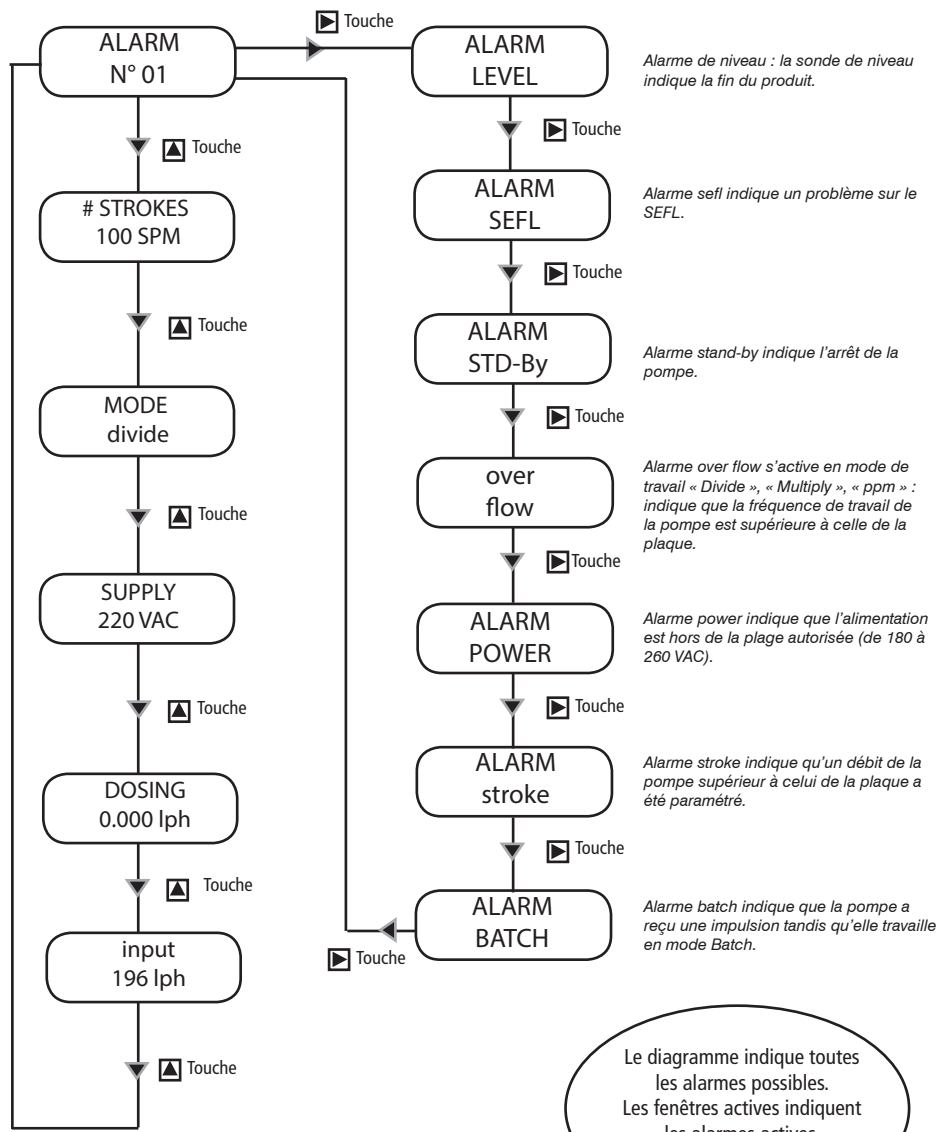 Touche
ALARM
N° 01
ALARM
LEVEL
Alarme de niveau : la sonde de niveau
indique la fin du produit.
Touche
Touche
# STROKES
100 SPM
ALARM
SEFL
Alarme sefl indique un problème sur le
SEFL.
Touche
Touche
ALARM
STD-By
Alarme stand-by indique l'arrêt de la
pompe.
MODE
divide
Touche
over
flow
Alarme over flow s'active en mode de
travail « Divide », « Multiply », « ppm » :
indique que la fréquence de travail de
la pompe est supérieure à celle de la
plaque.
Touche
Touche
SUPPLY
220 VAC
ALARM
POWER
Alarme power indique que l'alimentation
est hors de la plage autorisée (de 180 à
260 VAC).
Touche
Touche
DOSING
0.000 lph
ALARM
stroke
Alarme stroke indique qu'un débit de la
pompe supérieur à celui de la plaque a
été paramétré.
Touche
Touche
ALARM
BATCH
Alarme batch indique que la pompe a
reçu une impulsion tandis qu'elle travaille
en mode Batch.
input
196 lph
Touche
Touche
Le diagramme indique toutes
les alarmes possibles.
Les fenêtres actives indiquent
les alarmes actives